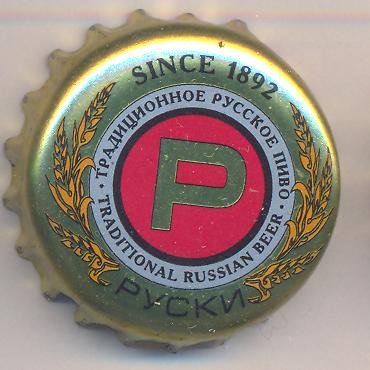 SINCE 1892
· ТРАДИЦИОННОЕ РУССКОЕ ПИВО ·
P
TRADITIONAL RUSSIAN BEER
РУСКИ